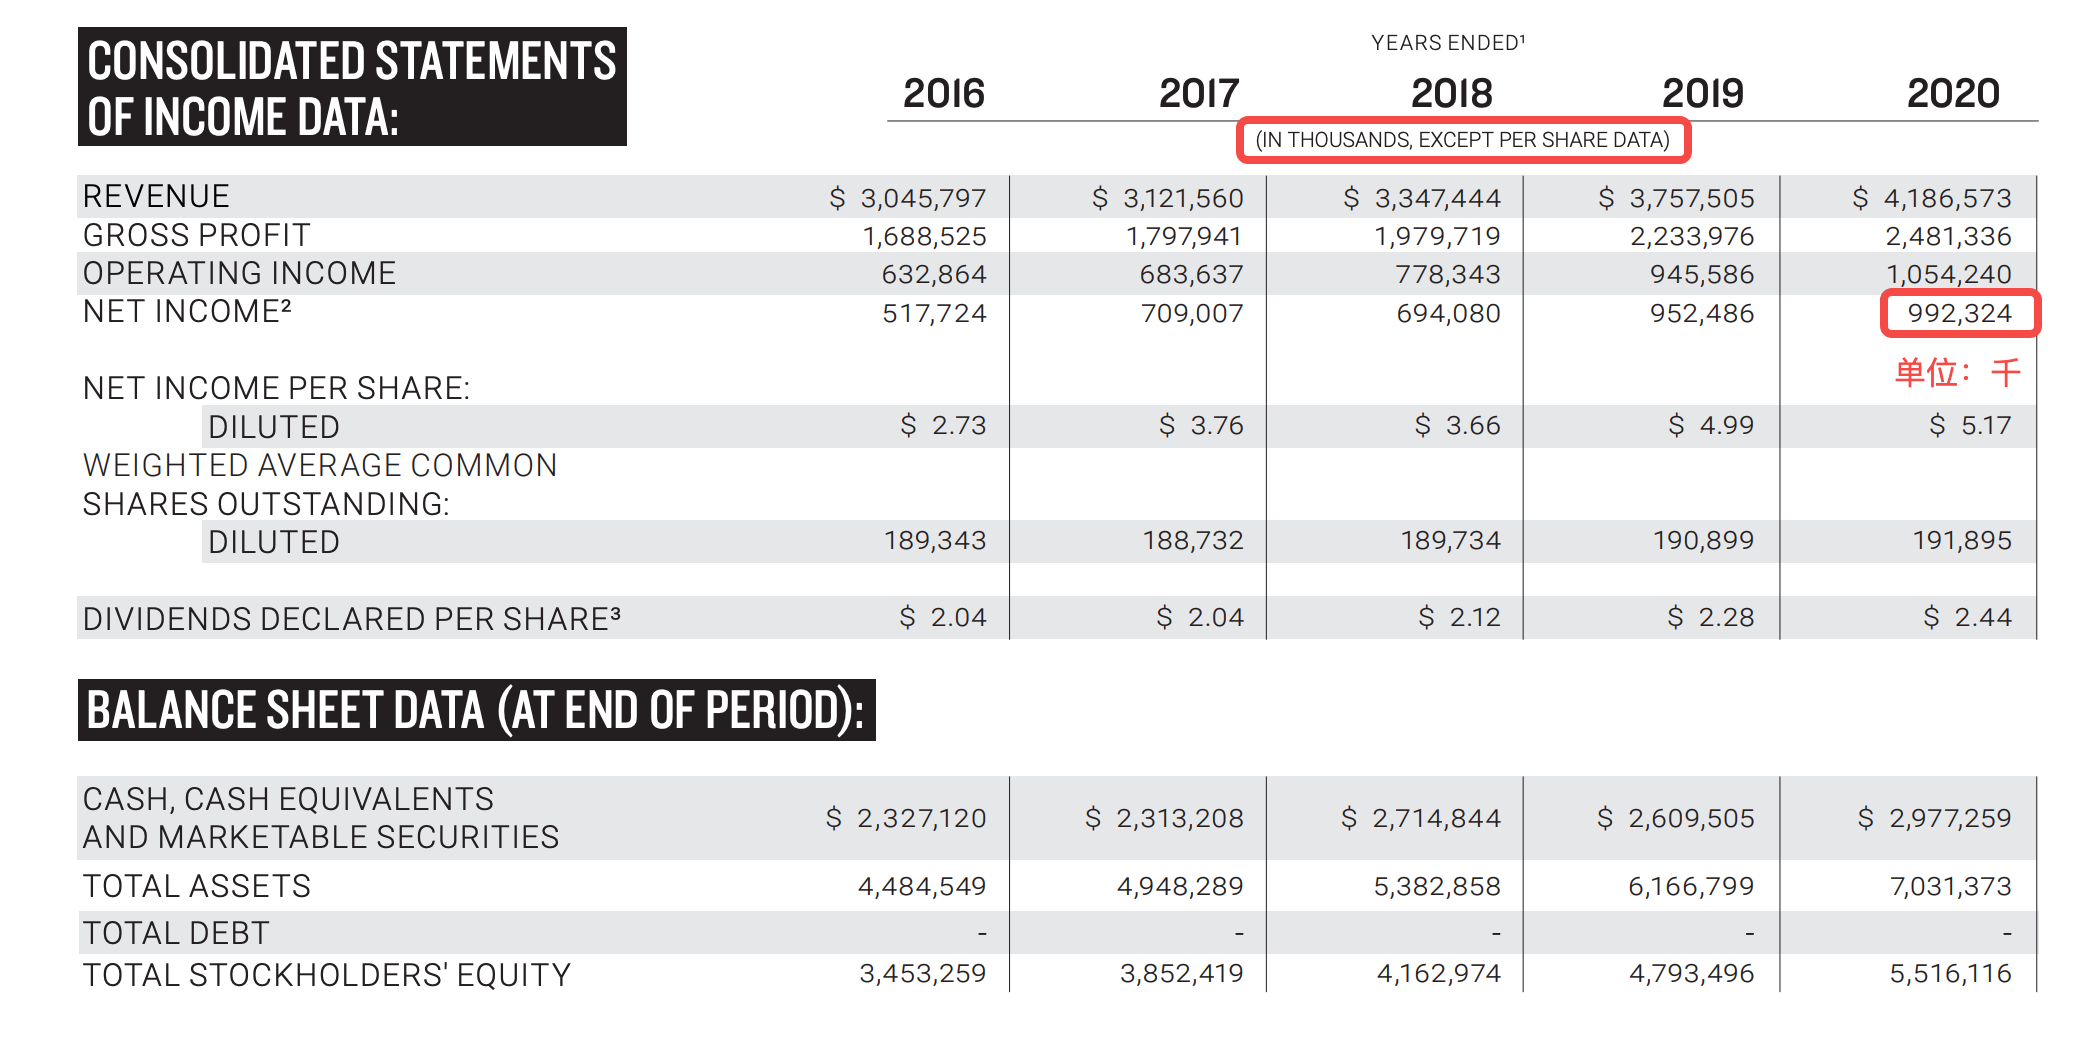 CONSOLIDATED STATEMENTS
OF INCOME DATA:
YEARS ENDED¹
2016 2017 2018 2019 2020
(IN THOUSANDS, EXCEPT PER SHARE DATA)
REVENUE $ 3,045,797 $ 3,121,560 $ 3,347,444 $ 3,757,505 $ 4,186,573
GROSS PROFIT 1,688,525 1,797,941 1,979,719 2,233,976 2,481,336
OPERATING INCOME 632,864 683,637 778,343 945,586 1,054,240
NET INCOME² 517,724 709,007 694,080 952,486 992,324
单位：千
NET INCOME PER SHARE:
DILUTED $ 2.73 $ 3.76 $ 3.66 $ 4.99 $ 5.17
WEIGHTED AVERAGE COMMON
SHARES OUTSTANDING:
DILUTED 189,343 188,732 189,734 190,899 191,895
DIVIDENDS DECLARED PER SHARE³ $ 2.04 $ 2.04 $ 2.12 $ 2.28 $ 2.44
BALANCE SHEET DATA (AT END OF PERIOD):
CASH, CASH EQUIVALENTS
AND MARKETABLE SECURITIES $ 2,327,120 $ 2,313,208 $ 2,714,844 $ 2,609,505 $ 2,977,259
TOTAL ASSETS 4,484,549 4,948,289 5,382,858 6,166,799 7,031,373
TOTAL DEBT - - - - -
TOTAL STOCKHOLDERS' EQUITY 3,453,259 3,852,419 4,162,974 4,793,496 5,516,116